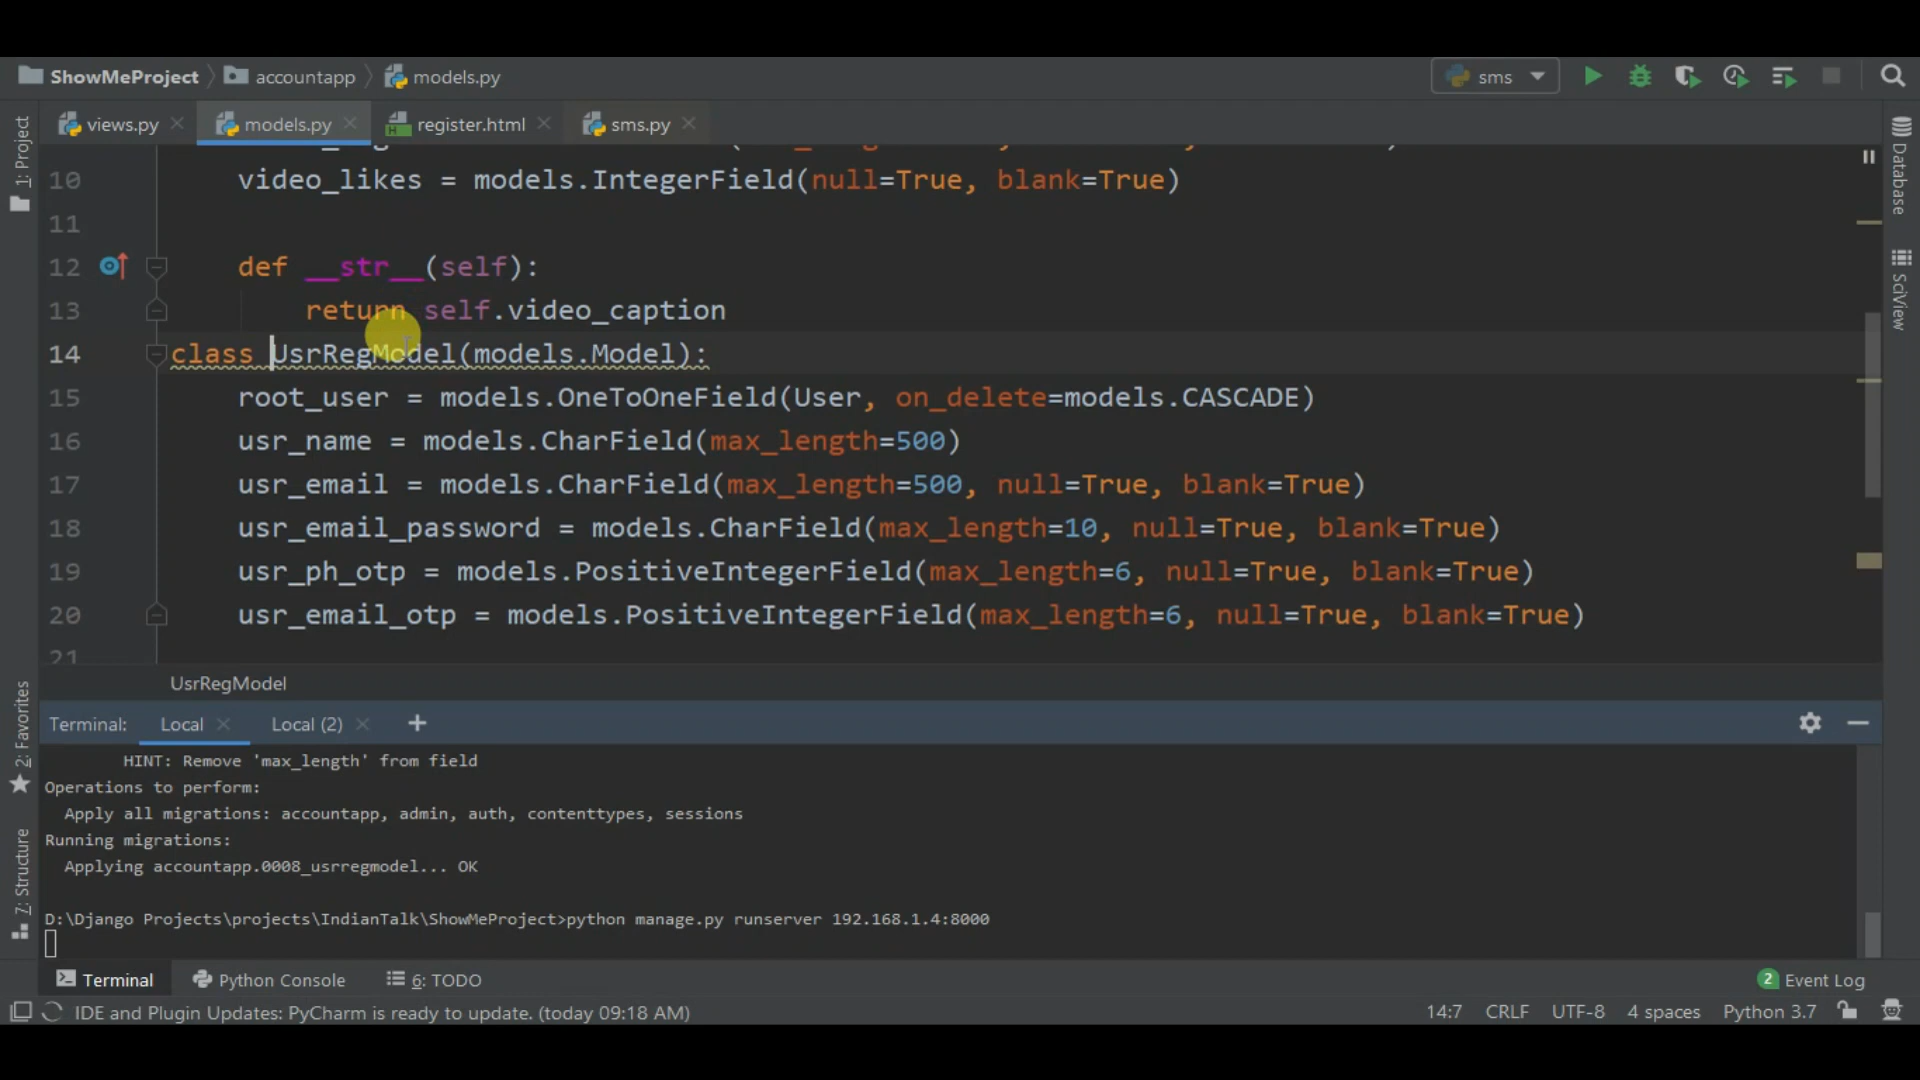 ShowMeProject accountapp models.py sms
views.py models.py register.html sms.py
1: Project
10 video_likes = models.IntegerField(null=True, blank=True)
11
12 def __str__(self):
13 return self.video_caption
14 class UsrRegModel(models.Model):
15 root_user = models.OneToOneField(User, on_delete=models.CASCADE)
16 usr_name = models.CharField(max_length=500)
17 usr_email = models.CharField(max_length=500, null=True, blank=True)
18 usr_email_password = models.CharField(max_length=10, null=True, blank=True)
19 usr_ph_otp = models.PositiveIntegerField(max_length=6, null=True, blank=True)
20 usr_email_otp = models.PositiveIntegerField(max_length=6, null=True, blank=True)
21
Database
SciView
UsrRegModel
2: Favorites
7: Structure
Terminal: Local Local (2)
HINT: Remove 'max_length' from field
Operations to perform:
Apply all migrations: accountapp, admin, auth, contenttypes, sessions
Running migrations:
Applying accountapp.0008_usrregmodel... OK
D:\Django Projects\projects\IndianTalk\ShowMeProject>python manage.py runserver 192.168.1.4:8000
Terminal Python Console 6: TODO 2 Event Log
IDE and Plugin Updates: PyCharm is ready to update. (today 09:18 AM) 14:7 CRLF UTF-8 4 spaces Python 3.7